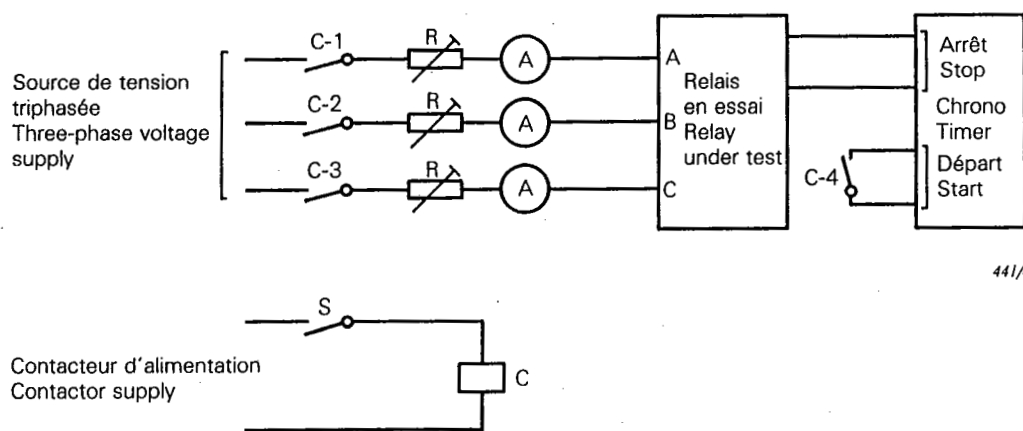 Source de tension
triphasée
Three-phase voltage
supply
C-1
R
A
C-2
R
A
C-3
R
A
A
B
C
Relais
en essai
Relay
under test
Arrêt
Stop
Chrono
Timer
C-4
Départ
Start
441/
S
Contacteur d'alimentation
Contactor supply
C